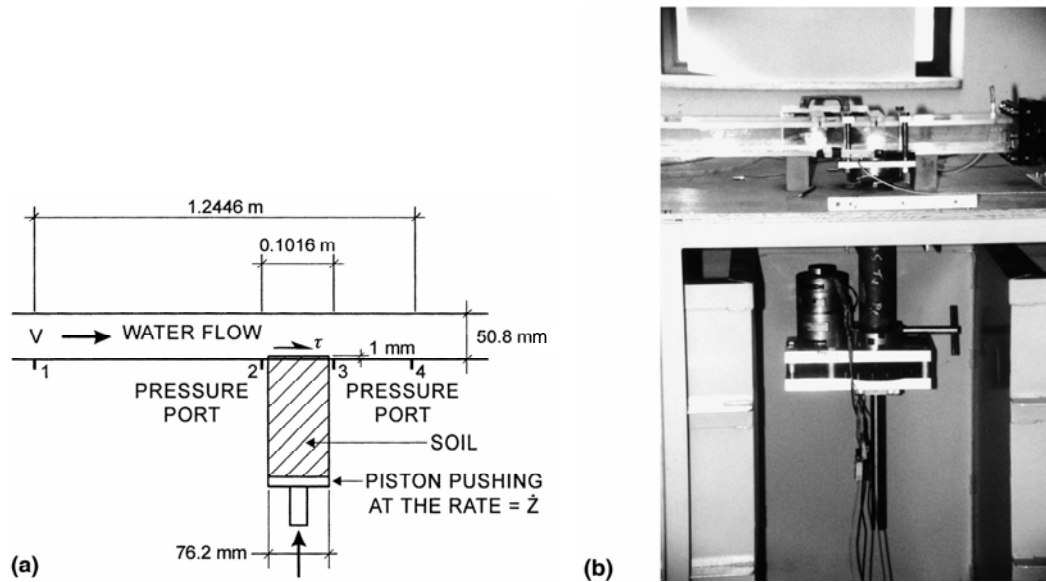 1.2446 m
0.1016 m
V
WATER FLOW
τ
1 mm
50.8 mm
1
2
3
4
PRESSURE
PORT
PRESSURE
PORT
SOIL
PISTON PUSHING
AT THE RATE = Ż
76.2 mm
(a)
(b)